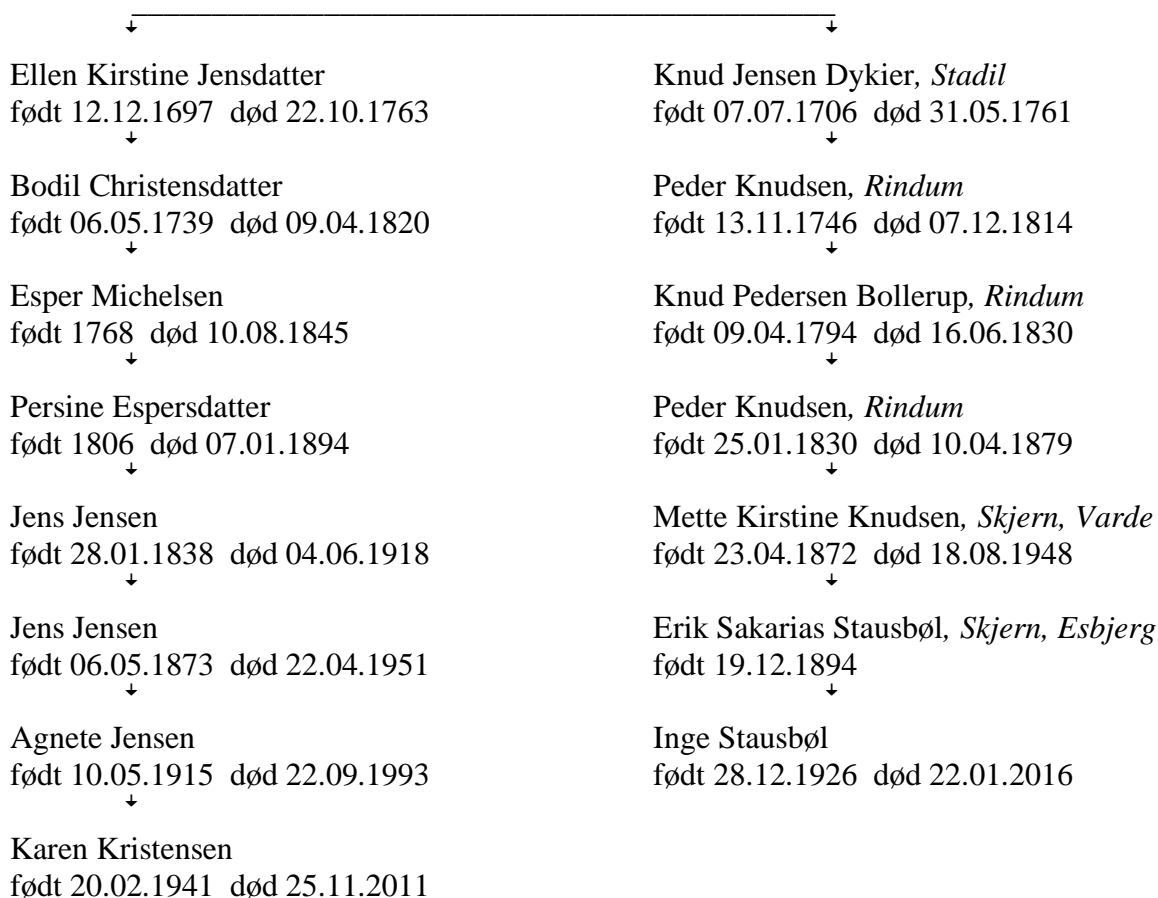 Ellen Kirstine Jensdatter
født 12.12.1697 død 22.10.1763
Bodil Christensdatter
født 06.05.1739 død 09.04.1820
Esper Michelsen
født 1768 død 10.08.1845
Persine Espersdatter
født 1806 død 07.01.1894
Jens Jensen
født 28.01.1838 død 04.06.1918
Jens Jensen
født 06.05.1873 død 22.04.1951
Agnete Jensen
født 10.05.1915 død 22.09.1993
Karen Kristensen
født 20.02.1941 død 25.11.2011
Knud Jensen Dykier, Stadil
født 07.07.1706 død 31.05.1761
Peder Knudsen, Rindum
født 13.11.1746 død 07.12.1814
Knud Pedersen Bollerup, Rindum
født 09.04.1794 død 16.06.1830
Peder Knudsen, Rindum
født 25.01.1830 død 10.04.1879
Mette Kirstine Knudsen, Skjern, Varde
født 23.04.1872 død 18.08.1948
Erik Sakarias Stausbøl, Skjern, Esbjerg
født 19.12.1894
Inge Stausbøl
født 28.12.1926 død 22.01.2016